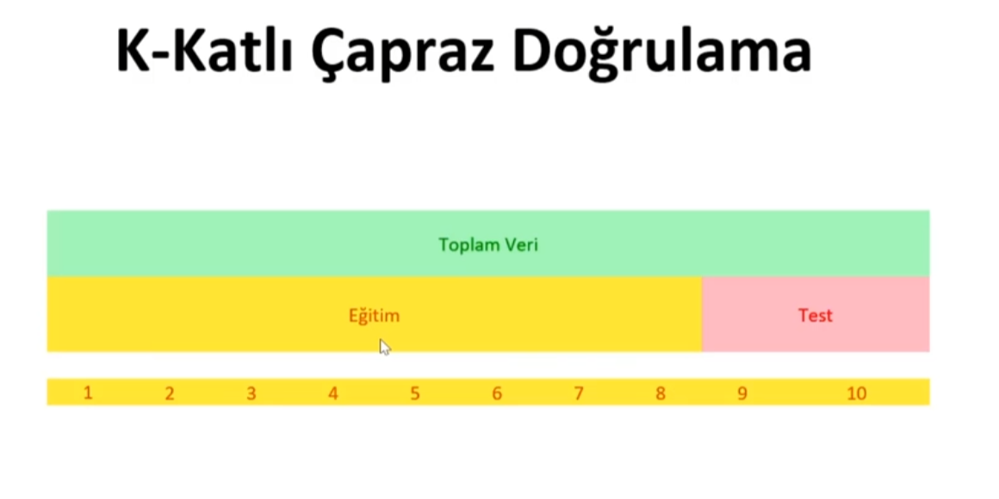 K-Katlı Çapraz Doğrulama
Toplam Veri
Eğitim Test
1 2 3 4 5 6 7 8 9 10